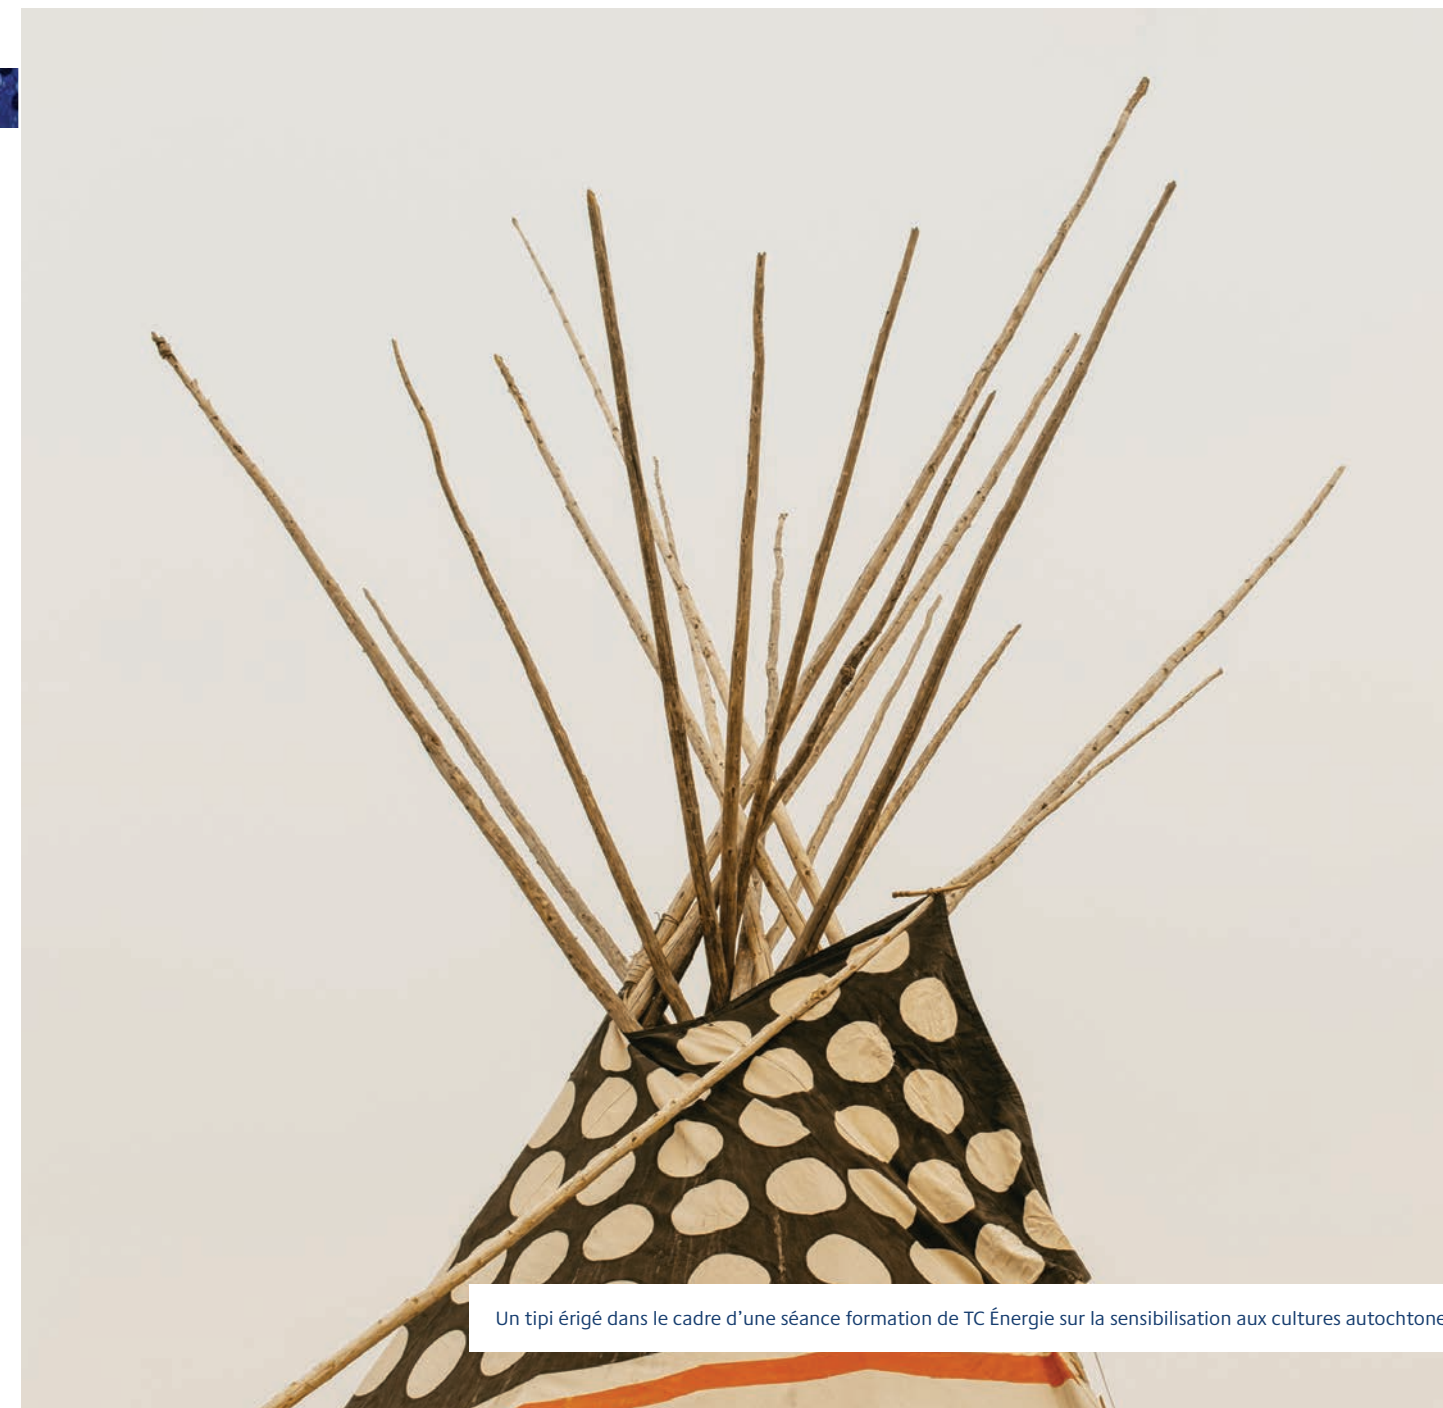 Un tipi érigé dans le cadre d’une séance formation de TC Énergie sur la sensibilisation aux cultures autochtone